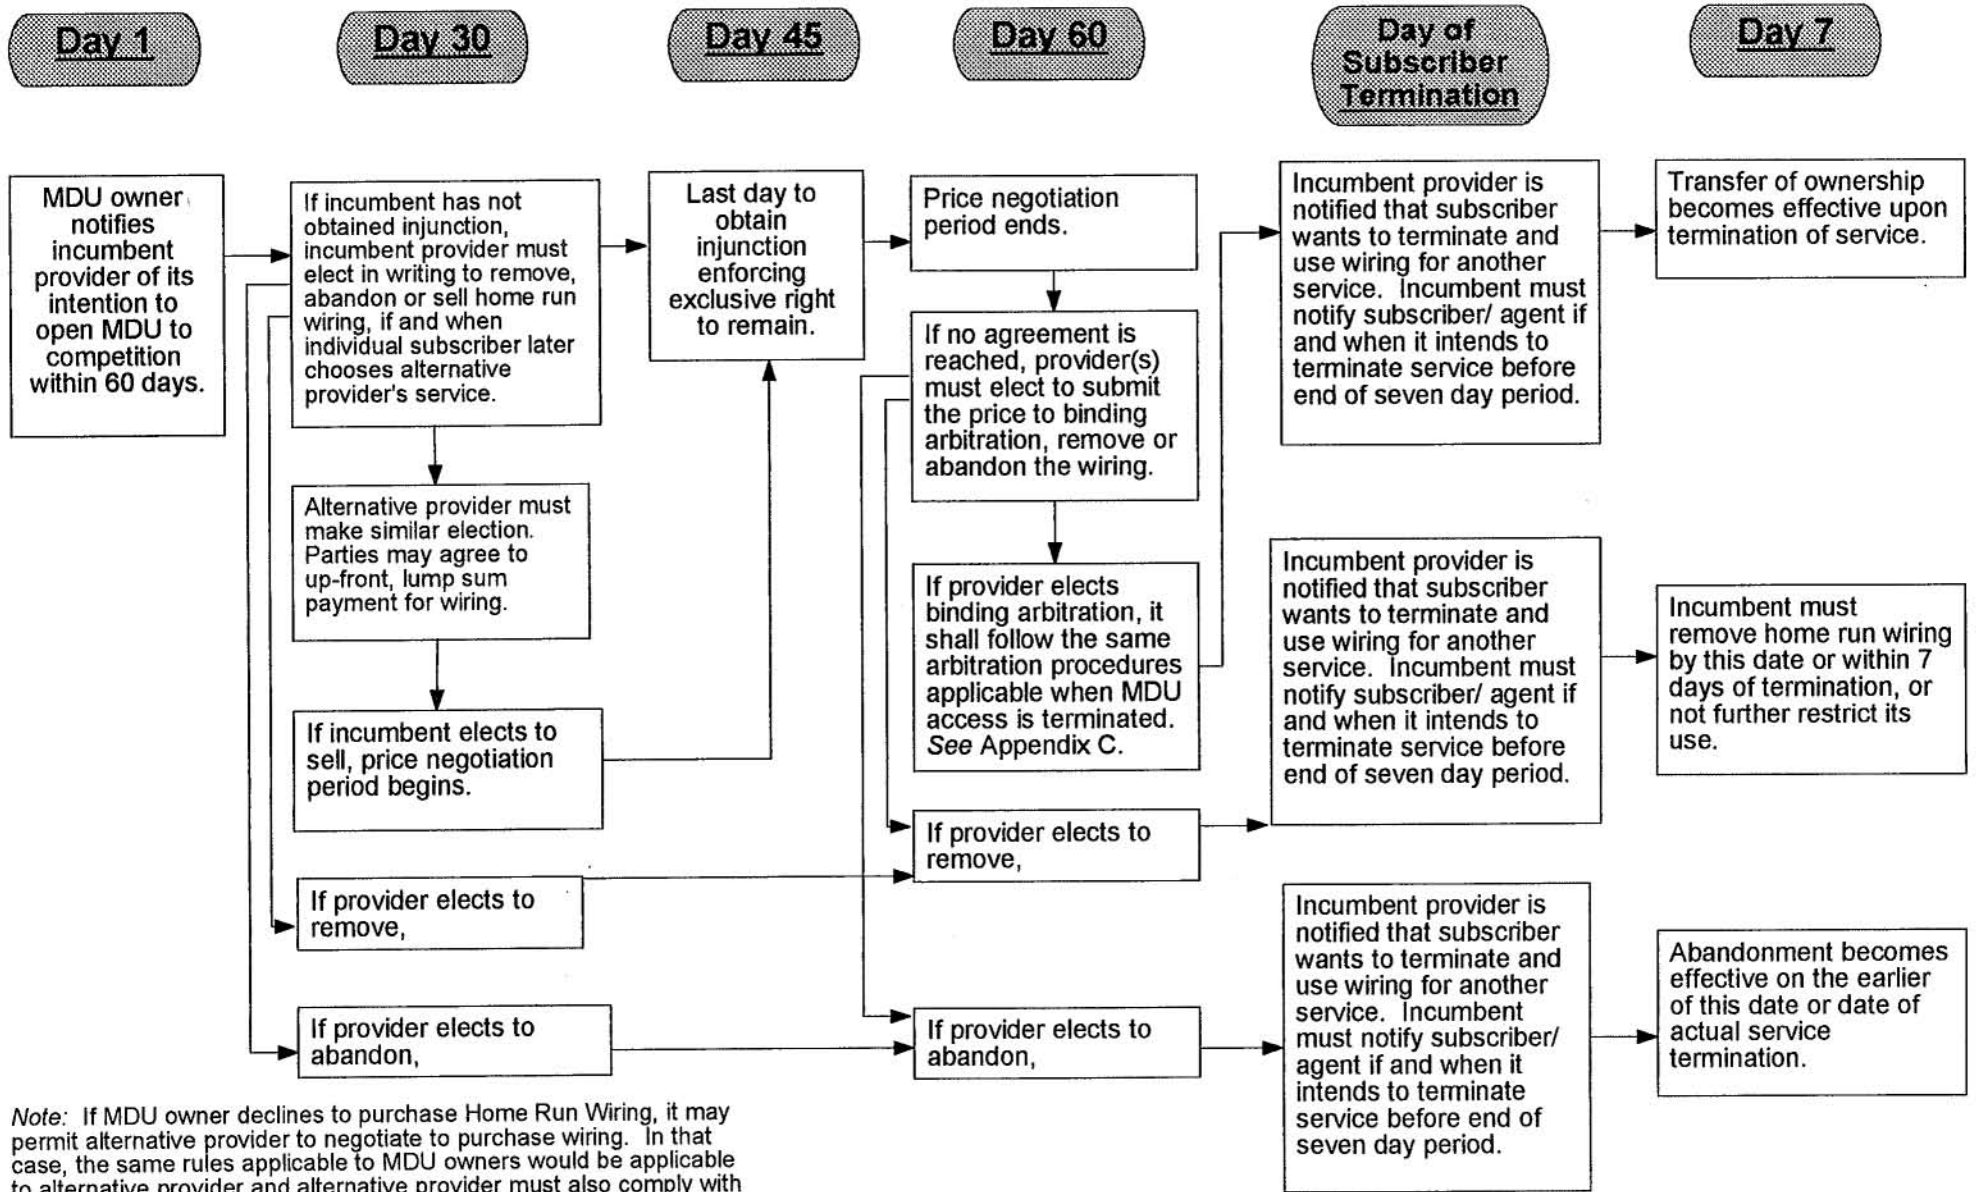 Day 1
Day 30
Day 45
Day 60
Day of
Subscriber
Termination
Day 7
MDU owner
notifies
incumbent
provider of its
intention to
open MDU to
competition
within 60 days.
If incumbent has not
obtained injunction,
incumbent provider must
elect in writing to remove,
abandon or sell home run
wiring, if and when
individual subscriber later
chooses alternative
provider's service.
Alternative provider must
make similar election.
Parties may agree to
up-front, lump sum
payment for wiring.
If incumbent elects to
sell, price negotiation
period begins.
If provider elects to
remove,
If provider elects to
abandon,
Last day to
obtain
injunction
enforcing
exclusive right
to remain.
Price negotiation
period ends.
If no agreement is
reached, provider(s)
must elect to submit
the price to binding
arbitration, remove or
abandon the wiring.
If provider elects
binding arbitration, it
shall follow the same
arbitration procedures
applicable when MDU
access is terminated.
See Appendix C.
If provider elects to
remove,
If provider elects to
abandon,
Incumbent provider is
notified that subscriber
wants to terminate and
use wiring for another
service. Incumbent must
notify subscriber/ agent if
and when it intends to
terminate service before
end of seven day period.
Incumbent provider is
notified that subscriber
wants to terminate and
use wiring for another
service. Incumbent must
notify subscriber/ agent if
and when it intends to
terminate service before
end of seven day period.
Incumbent provider is
notified that subscriber
wants to terminate and
use wiring for another
service. Incumbent
must notify subscriber/
agent if and when it
intends to terminate
service before end of
seven day period.
Transfer of ownership
becomes effective upon
termination of service.
Incumbent must
remove home run wiring
by this date or within 7
days of termination, or
not further restrict its
use.
Abandonment becomes
effective on the earlier
of this date or date of
actual service
termination.
Note: If MDU owner declines to purchase Home Run Wiring, it may
permit alternative provider to negotiate to purchase wiring. In that
case, the same rules applicable to MDU owners would be applicable
to alternative provider and alternative provider must also comply with